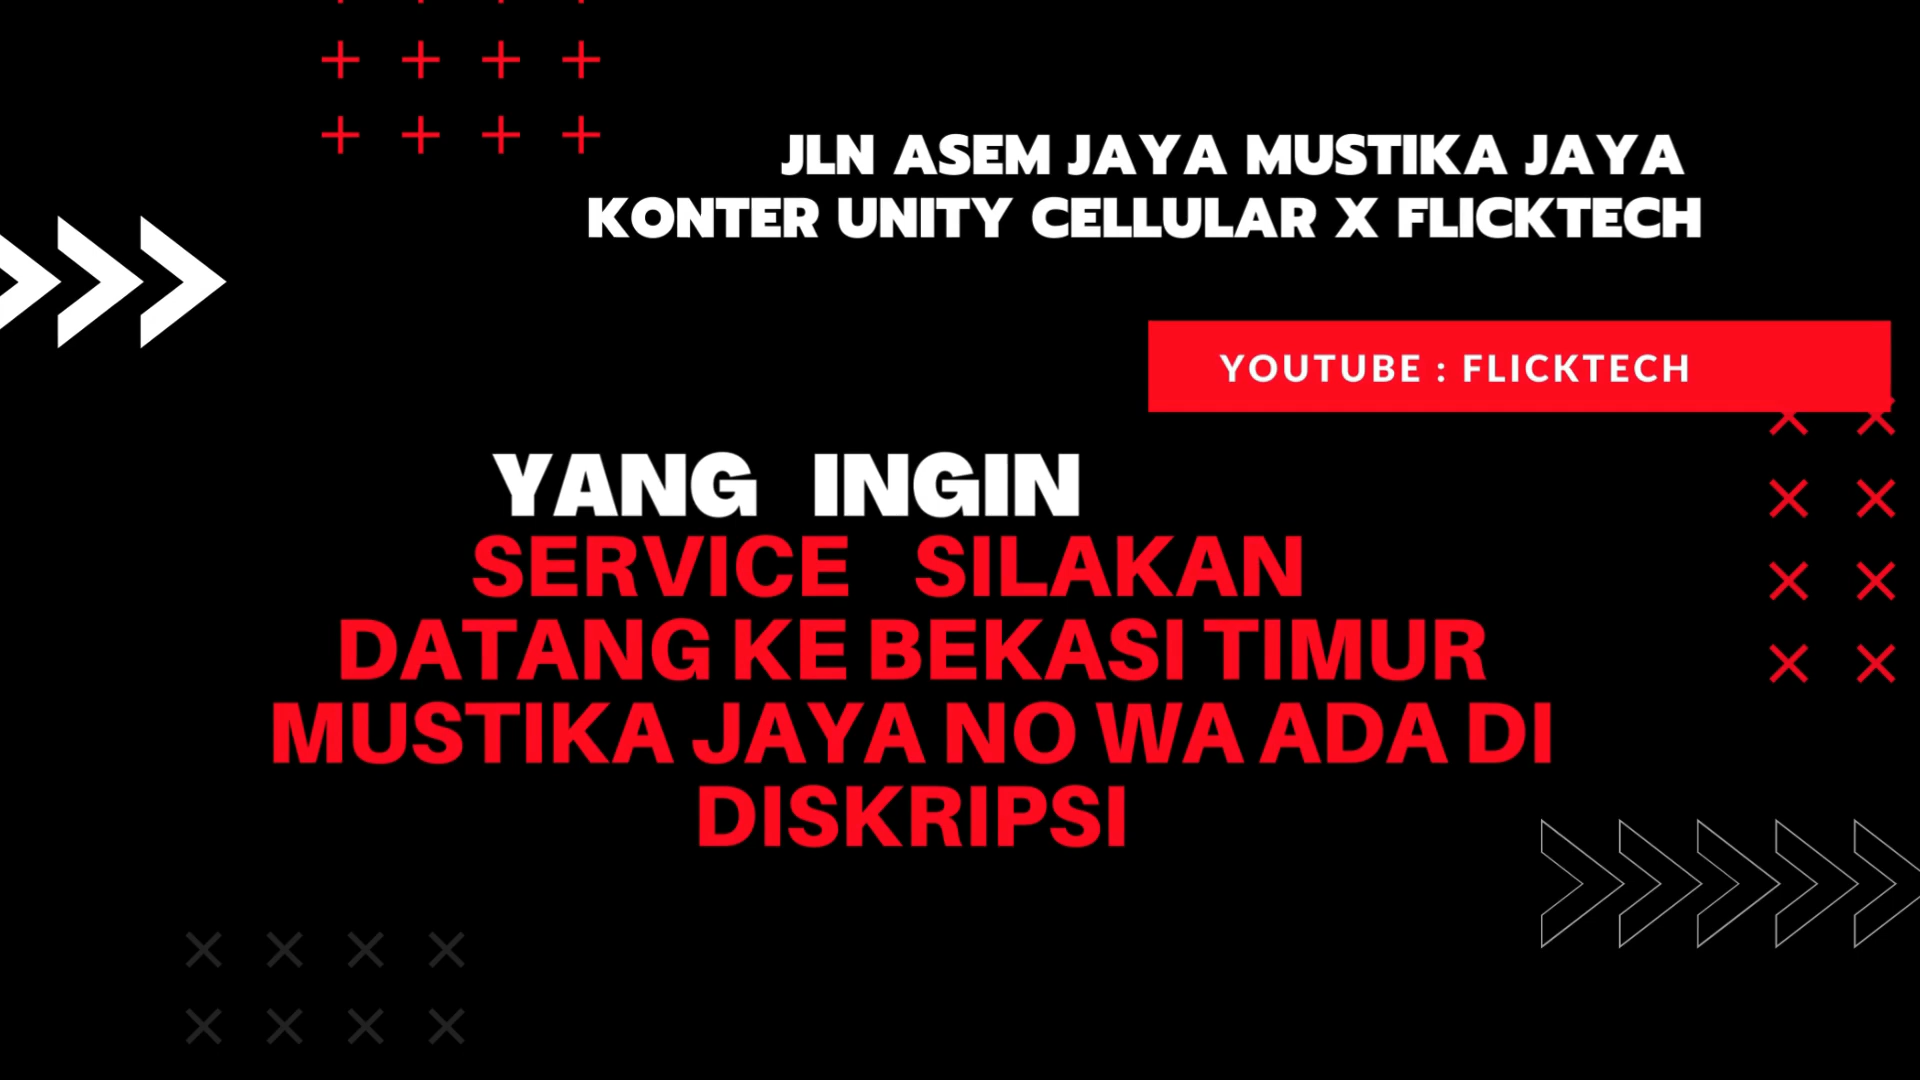 JLN ASEM JAYA MUSTIKA JAYA
KONTER UNITY CELLULAR X FLICKTECH
YOUTUBE : FLICKTECH
YANG INGIN
SERVICE SILAKAN
DATANG KE BEKASI TIMUR
MUSTIKA JAYA NO WA ADA DI
DISKRIPSI